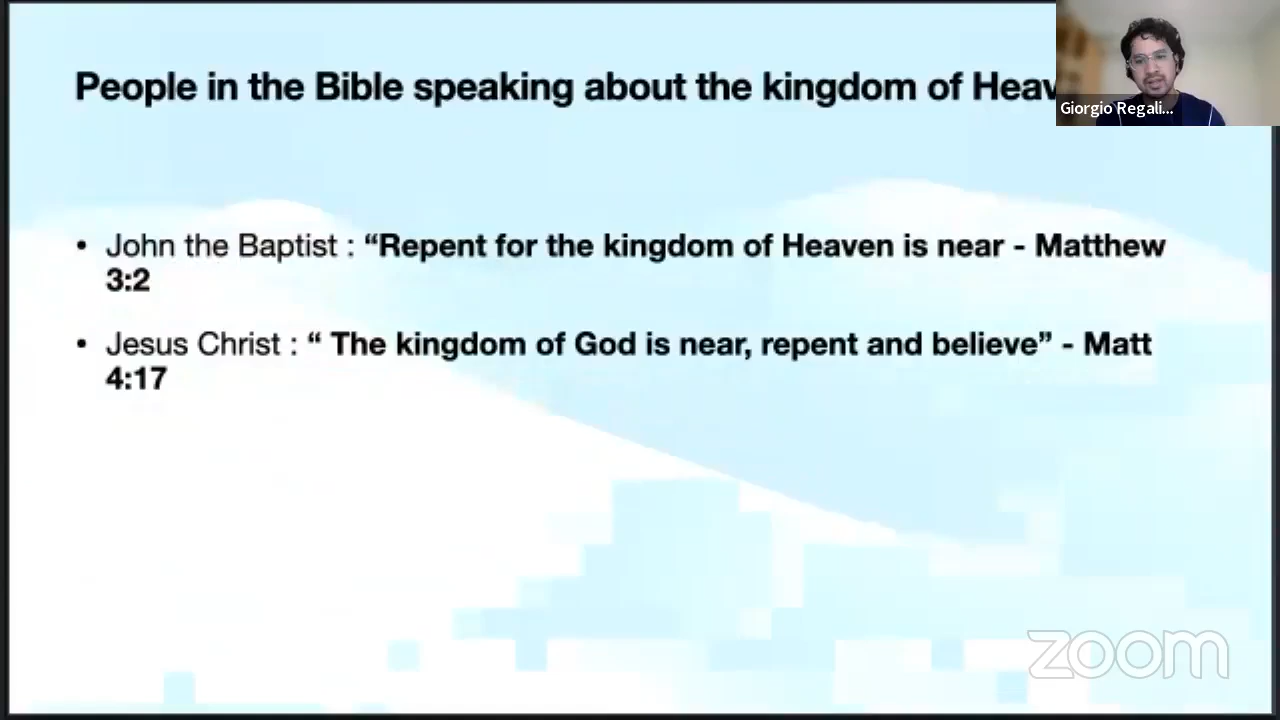 People in the Bible speaking about the kingdom of Heav
Giorgio Regali...
• John the Baptist : “Repent for the kingdom of Heaven is near - Matthew
3:2
• Jesus Christ : “ The kingdom of God is near, repent and believe” - Matt
4:17
zoom